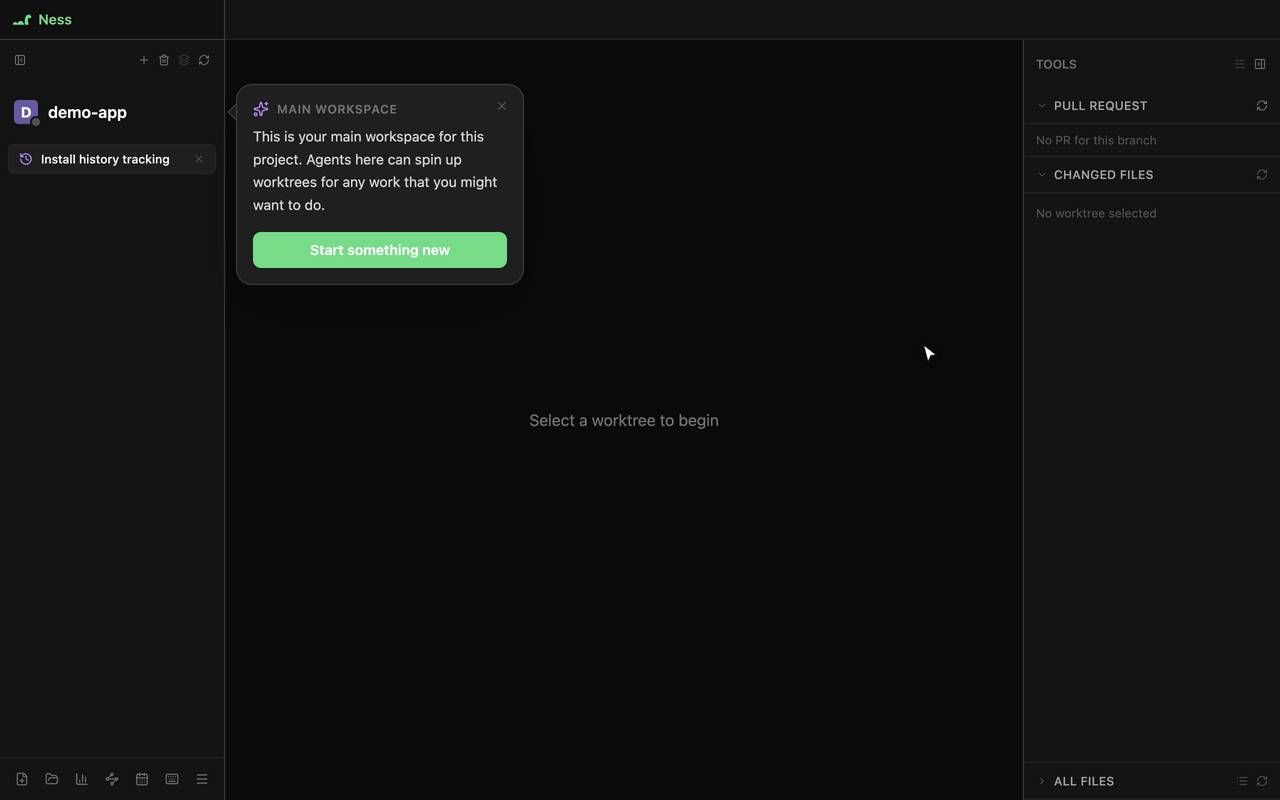 Ness
D
demo-app
Install history tracking
MAIN WORKSPACE
This is your main workspace for this
project. Agents here can spin up
worktrees for any work that you might
want to do.
Start something new
Select a worktree to begin
TOOLS
PULL REQUEST
No PR for this branch
CHANGED FILES
No worktree selected
ALL FILES